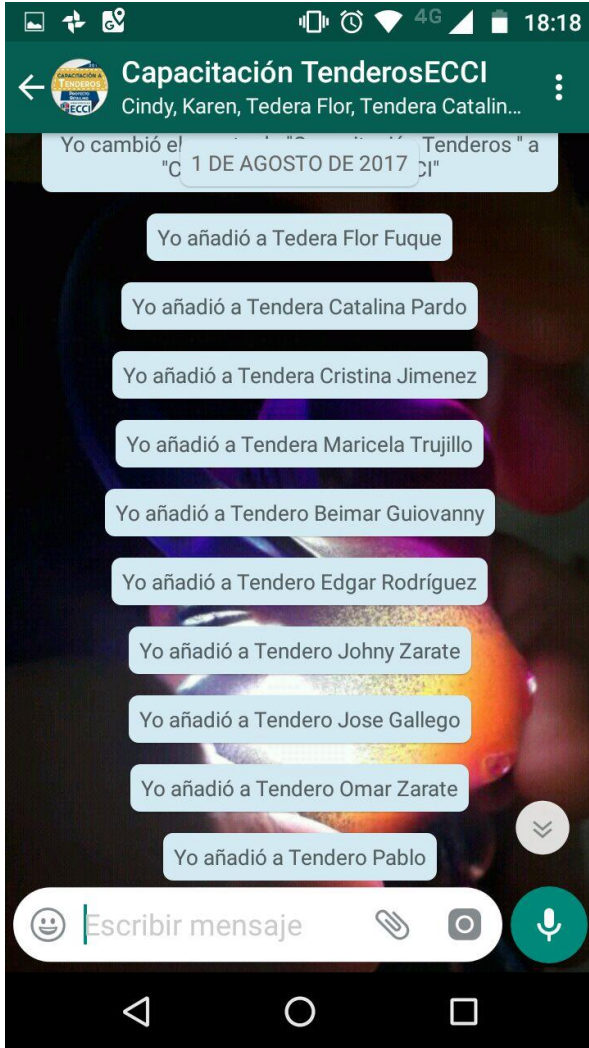 4G 18:18
Capacitación TenderosECCI
Cindy, Karen, Tedera Flor, Tendera Catalin...
Yo cambió el Tenderos " a
"C CI"
1 DE AGOSTO DE 2017
Yo añadió a Tedera Flor Fuque
Yo añadió a Tendera Catalina Pardo
Yo añadió a Tendera Cristina Jimenez
Yo añadió a Tendera Maricela Trujillo
Yo añadió a Tendero Beimar Guiovanny
Yo añadió a Tendero Edgar Rodríguez
Yo añadió a Tendero Johny Zarate
Yo añadió a Tendero Jose Gallego
Yo añadió a Tendero Omar Zarate
Yo añadió a Tendero Pablo
Escribir mensaje